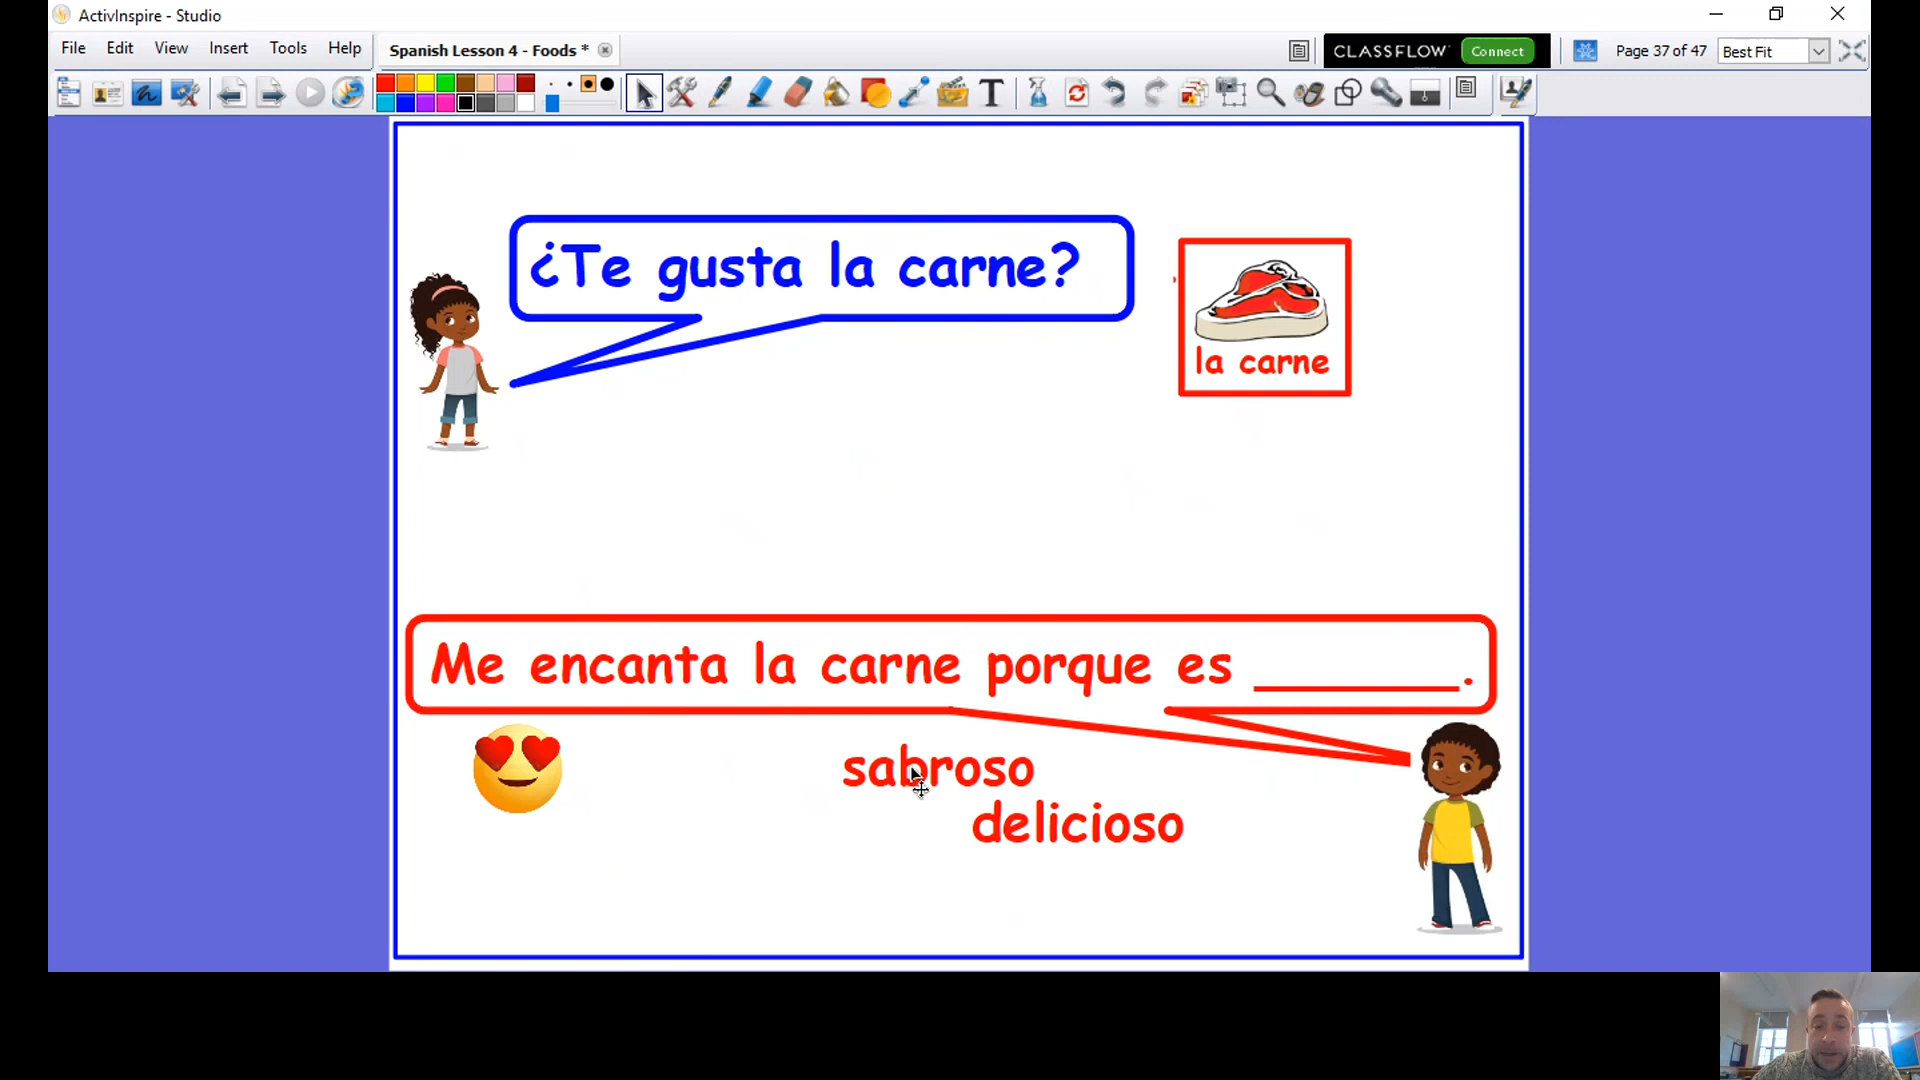 ActivInspire - Studio
File Edit View Insert Tools Help
Spanish Lesson 4 - Foods *
CLASSFLOW Connect
Page 37 of 47
Best Fit
¿Te gusta la carne?
la carne
Me encanta la carne porque es ________.
sabroso
delicioso